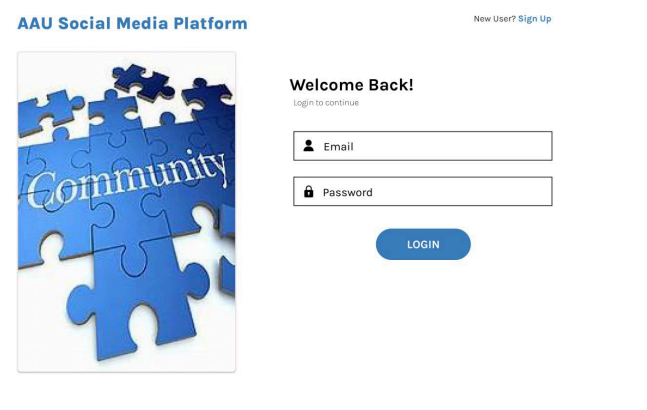 AAU Social Media Platform
New User? Sign Up
Community
Welcome Back!
Login to continue
Email
Password
LOGIN